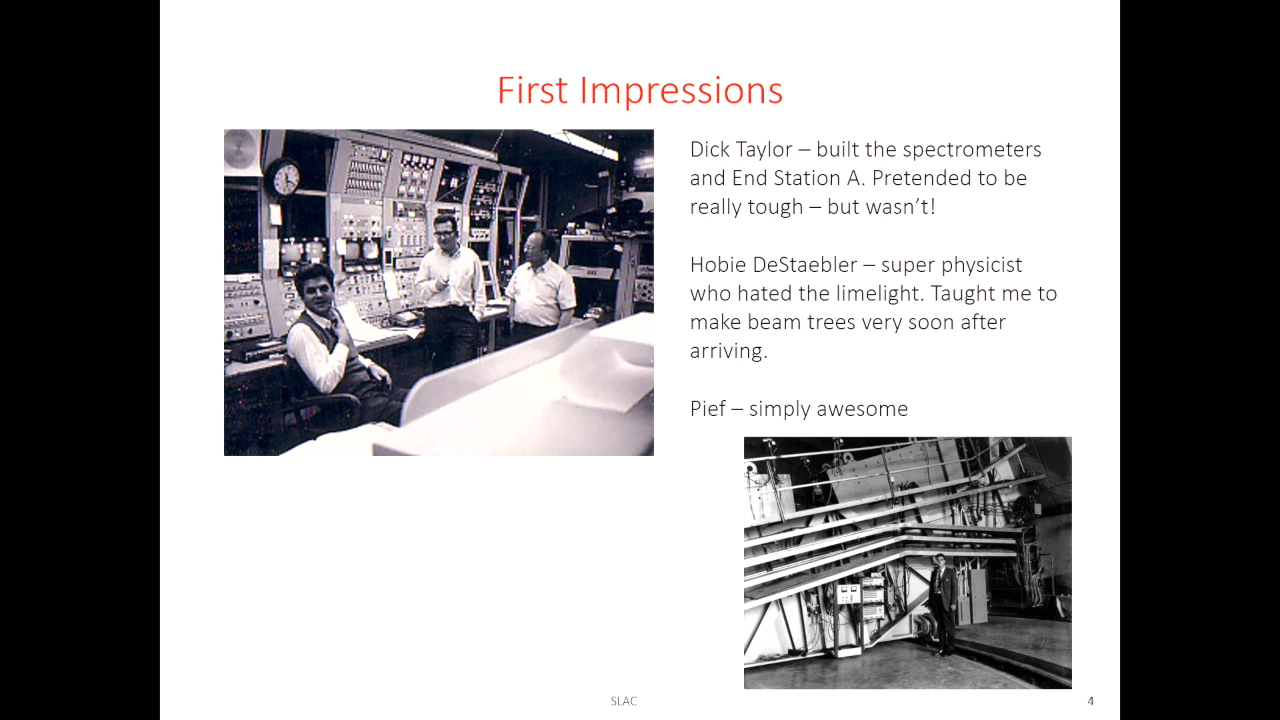 First Impressions
Dick Taylor – built the spectrometers
and End Station A. Pretended to be
really tough – but wasn’t!
Hobie DeStaebler – super physicist
who hated the limelight. Taught me to
make beam trees very soon after
arriving.
Pief – simply awesome
SLAC
4